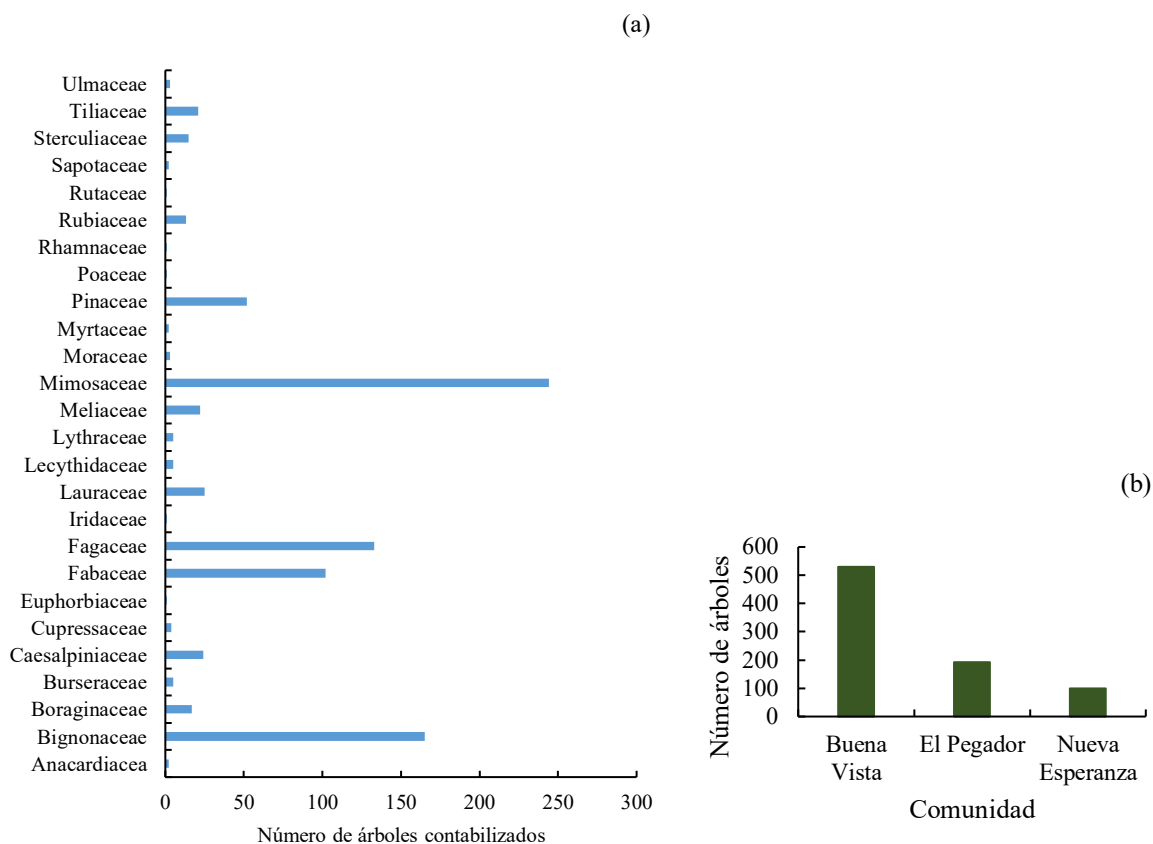 (a)
Ulmaceae
Tiliaceae
Sterculiaceae
Sapotaceae
Rutaceae
Rubiaceae
Rhamnaceae
Poaceae
Pinaceae
Myrtaceae
Moraceae
Mimosaceae
Meliaceae
Lythraceae
Lecythidaceae
Lauraceae
Iridaceae
Fagaceae
Fabaceae
Euphorbiaceae
Cupressaceae
Caesalpiniaceae
Burseraceae
Boraginaceae
Bignonaceae
Anacardiacea
0 50 100 150 200 250 300
Número de árboles contabilizados
(b)
Número de árboles
600
500
400
300
200
100
0
Buena Vista
El Pegador
Nueva Esperanza
Comunidad